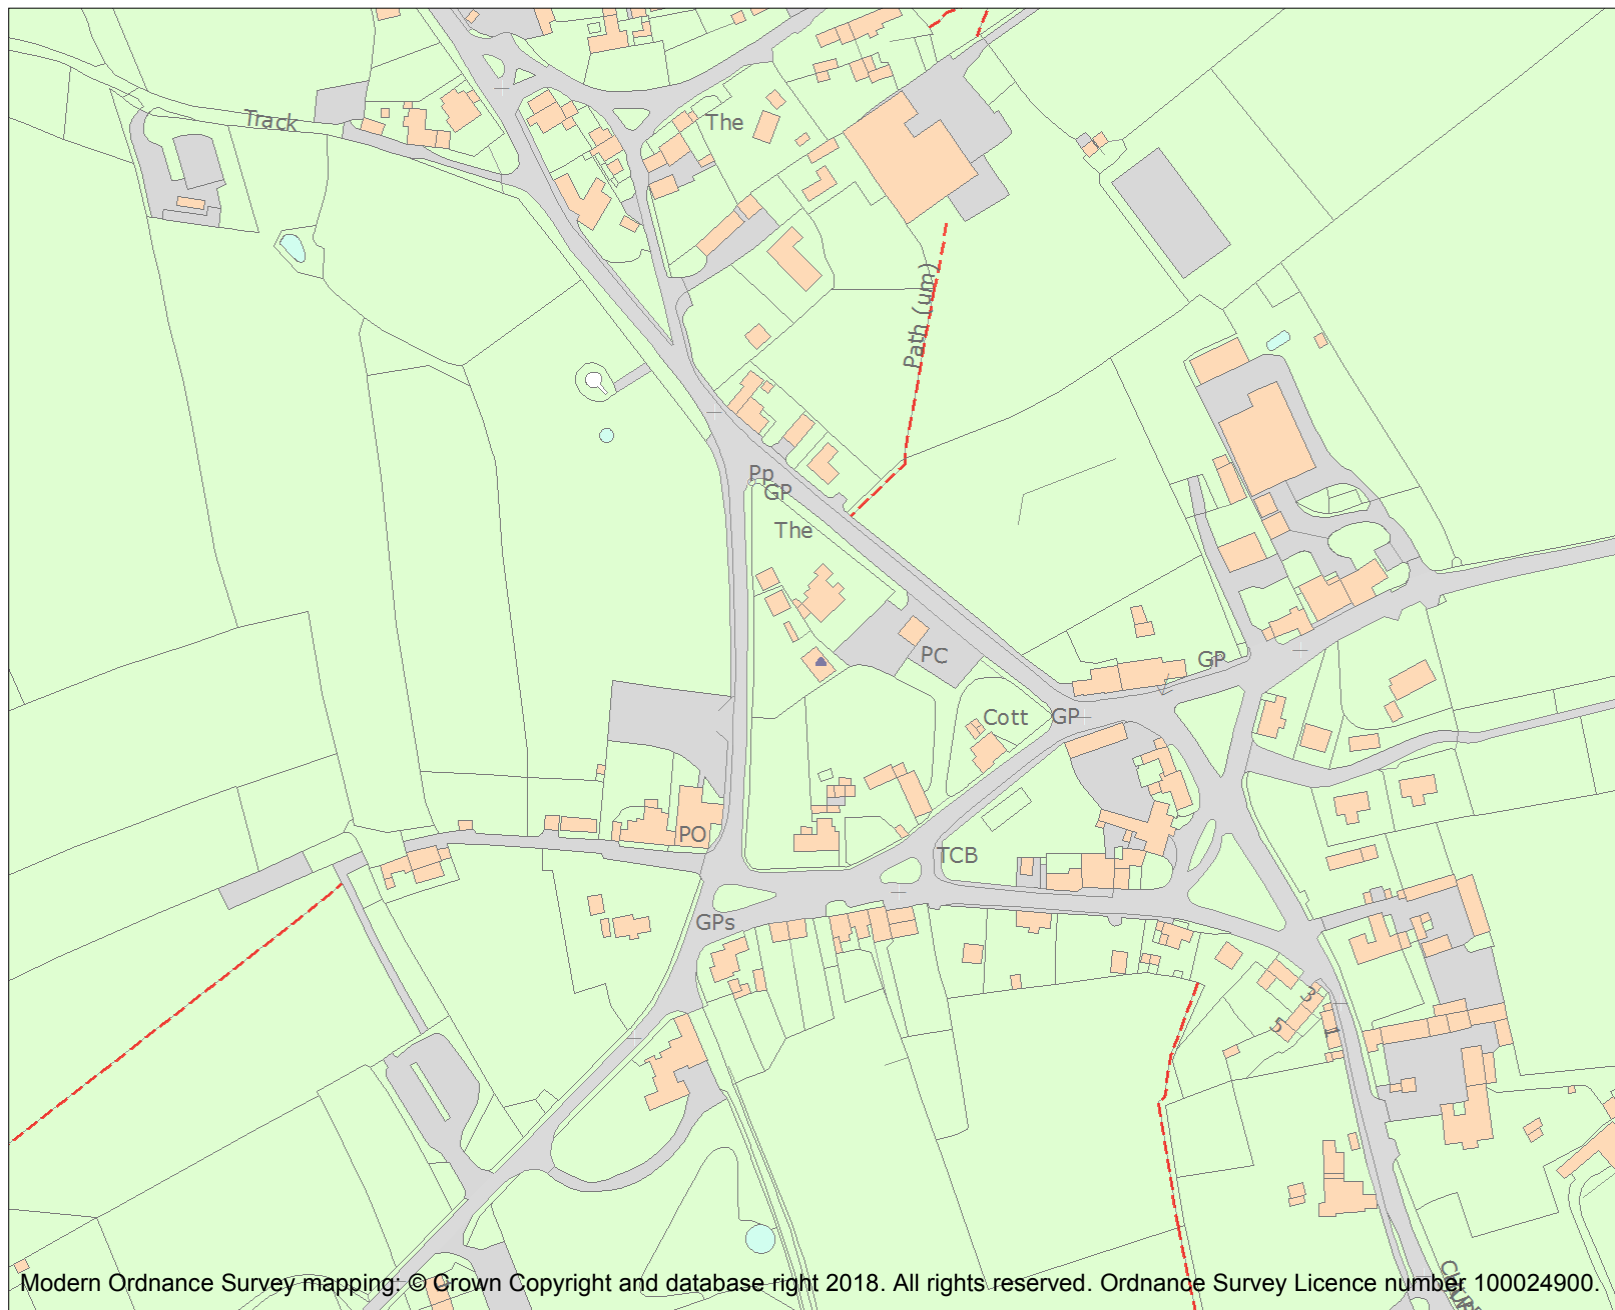 Track
The
Path (um)
Pp
GP
The
PC
GP
Cott
GP
PO
TCB
GPs
3
5
1
Modern Ordnance Survey mapping: © Crown Copyright and database right 2018. All rights reserved. Ordnance Survey Licence number 100024900.